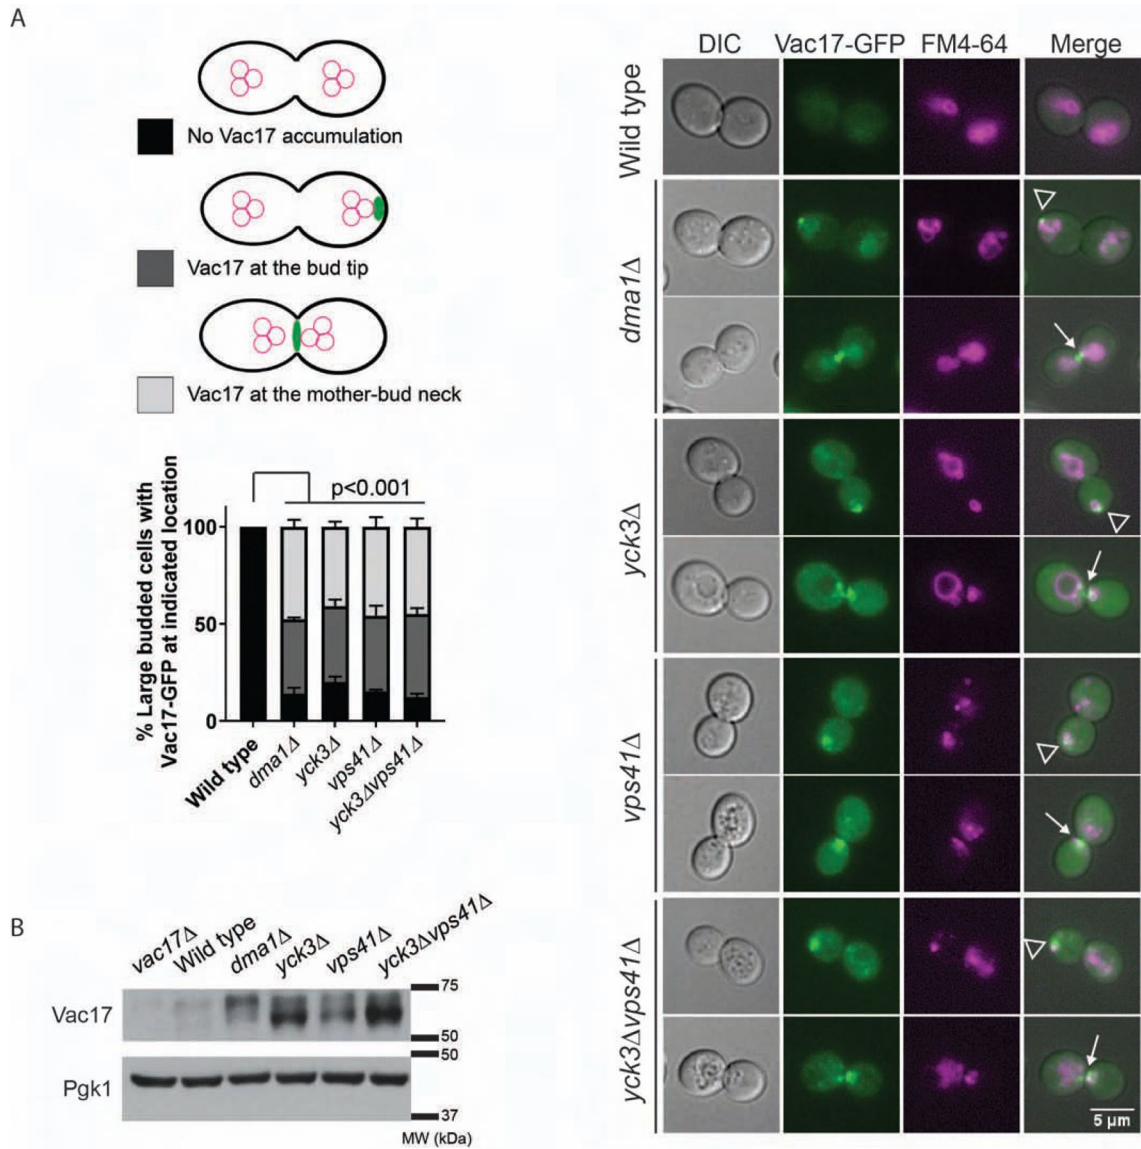 A
No Vac17 accumulation
Vac17 at the bud tip
Vac17 at the mother-bud neck
% Large budded cells with
Vac17-GFP at indicated location
p<0.001
100
50
0
Wild type
dma1Δ
yck3Δ
vps41Δ
yck3Δvps41Δ
DIC Vac17-GFP FM4-64 Merge
Wild type
dma1Δ
yck3Δ
vps41Δ
yck3Δvps41Δ
5 µm
B
vac17Δ
Wild type
dma1Δ
yck3Δ
vps41Δ
yck3Δvps41Δ
Vac17
75
50
Pgk1
50
37
MW (kDa)